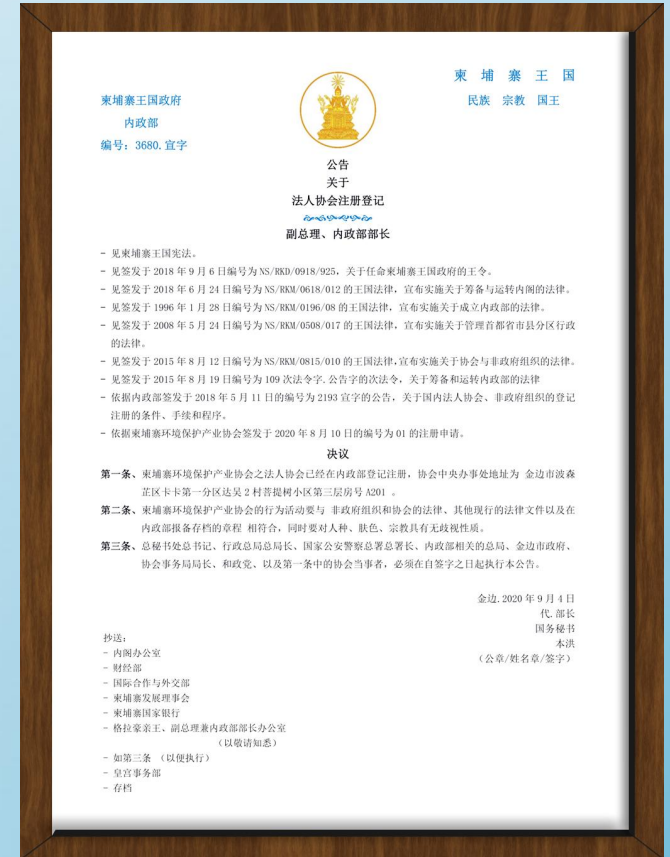 柬埔寨王国
民族 宗教 国王
柬埔寨王国政府
内政部
编号：3680.宣字
公告
关于
法人协会注册登记
副总理、内政部部长
- 见柬埔寨王国宪法。
- 见签发于 2018 年 9 月 6 日编号为 NS/RKD/0918/925，关于任命柬埔寨王国政府的王令。
- 见签发于 2018 年 6 月 24 日编号为 NS/RKM/0618/012 的王国法律，宣布实施关于筹备与运转内阁的法律。
- 见签发于 1996 年 1 月 28 日编号为 NS/RKM/0196/08 的王国法律，宣布实施关于成立内政部的法律。
- 见签发于 2008 年 5 月 24 日编号为 NS/RKM/0508/017 的王国法律，宣布实施关于管理首都省市县分区行政
的法律。
- 见签发于 2015 年 8 月 12 日编号为 NS/RKM/0815/010 的王国法律,宣布实施关于协会与非政府组织的法律。
- 见签发于 2015 年 8 月 19 日编号为 109 次法令字.公告字的次法令，关于筹备和运转内政部的法律
- 依据内政部签发于 2018 年 5 月 11 日的编号为 2193 宣字的公告，关于国内法人协会、非政府组织的登记
注册的条件、手续和程序。
- 依据柬埔寨环境保护产业协会签发于 2020 年 8 月 10 日的编号为 01 的注册申请。
决议
第一条、柬埔寨环境保护产业协会之法人协会已经在内政部登记注册，协会中央办事处地址为 金边市波森
芷区卡卡第一分区达吴 2 村菩提树小区第三层房号 A201 。
第二条、柬埔寨环境保护产业协会的行为活动要与 非政府组织和协会的法律、其他现行的法律文件以及在
内政部报备存档的章程 相符合，同时要对人种、肤色、宗教具有无歧视性质。
第三条、总秘书处总书记、行政总局总局长、国家公安警察总署总署长、内政部相关的总局、金边市政府、
协会事务局局长、和政党、以及第一条中的协会当事者，必须在自签字之日起执行本公告。
金边.2020 年 9 月 4 日
代.部长
国务秘书
本洪
（公章/姓名章/签字）
抄送：
- 内阁办公室
- 财经部
- 国际合作与外交部
- 柬埔寨发展理事会
- 柬埔寨国家银行
- 格拉豪亲王、副总理兼内政部部长办公室
（以敬请知悉）
- 如第三条 （以便执行）
- 皇宫事务部
- 存档